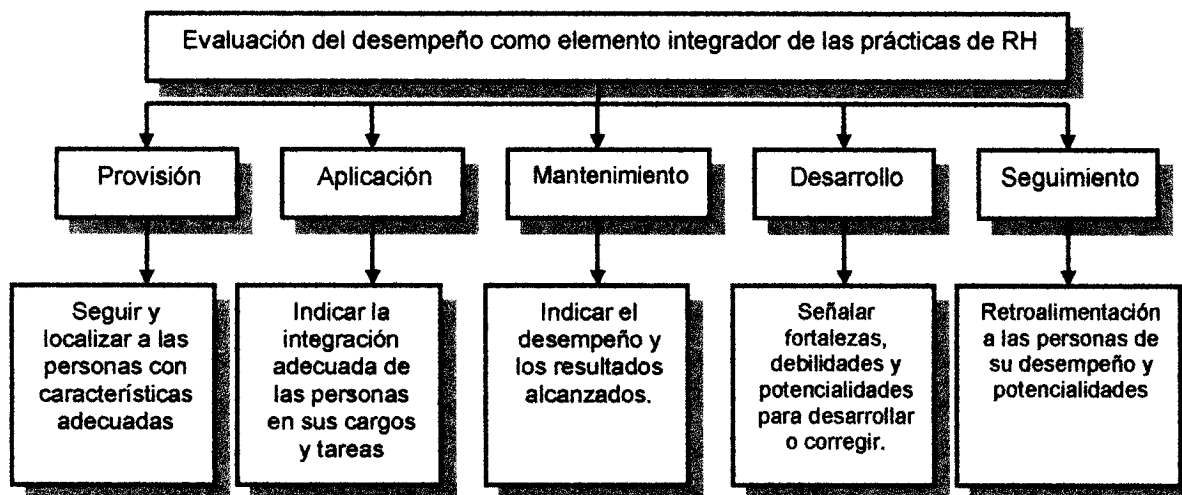 Evaluación del desempeño como elemento integrador de las prácticas de RH
Provisión
Aplicación
Mantenimiento
Desarrollo
Seguimiento
Seguir y
localizar a las
personas con
características
adecuadas
Indicar la
integración
adecuada de
las personas
en sus cargos
y tareas
Indicar el
desempeño y
los resultados
alcanzados.
Señalar
fortalezas,
debilidades y
potencialidades
para desarrollar
o corregir.
Retroalimentación
a las personas de
su desempeño y
potencialidades